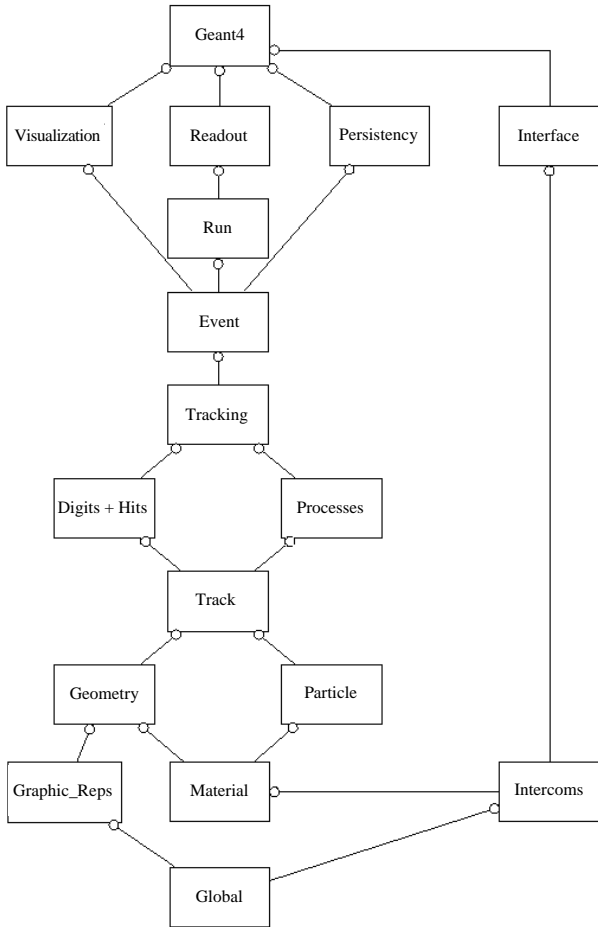 Geant4
Visualization
Readout
Persistency
Interface
Run
Event
Tracking
Digits + Hits
Processes
Track
Geometry
Particle
Graphic_Reps
Material
Intercoms
Global